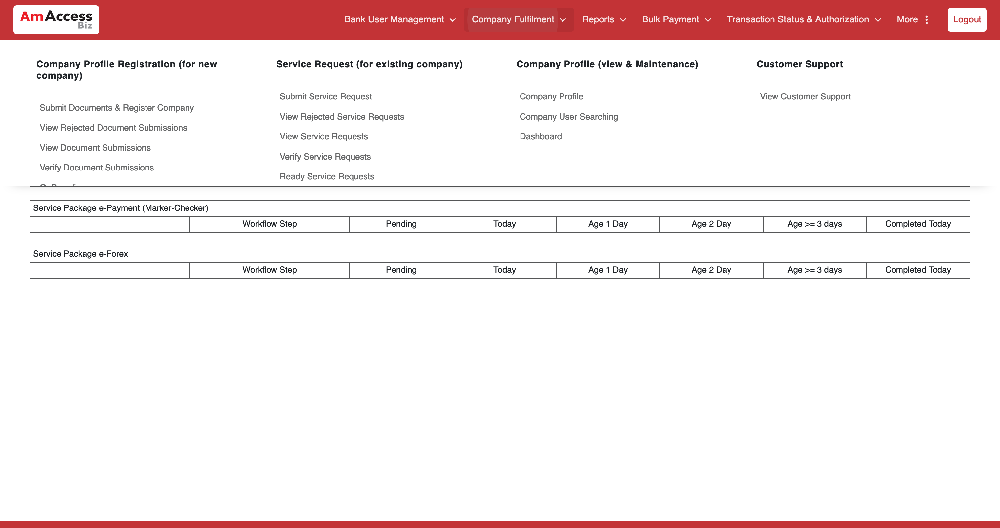 AmAccess
Biz
Bank User Management
Company Fulfilment
Reports
Bulk Payment
Transaction Status & Authorization
More
Logout
Company Profile Registration (for new
company)
Submit Documents & Register Company
View Rejected Document Submissions
View Document Submissions
Verify Document Submissions
Service Request (for existing company)
Submit Service Request
View Rejected Service Requests
View Service Requests
Verify Service Requests
Ready Service Requests
Company Profile (view & Maintenance)
Company Profile
Company User Searching
Dashboard
Customer Support
View Customer Support
Service Package e-Payment (Marker-Checker)
Workflow Step Pending Today Age 1 Day Age 2 Day Age >= 3 days Completed Today
Service Package e-Forex
Workflow Step Pending Today Age 1 Day Age 2 Day Age >= 3 days Completed Today